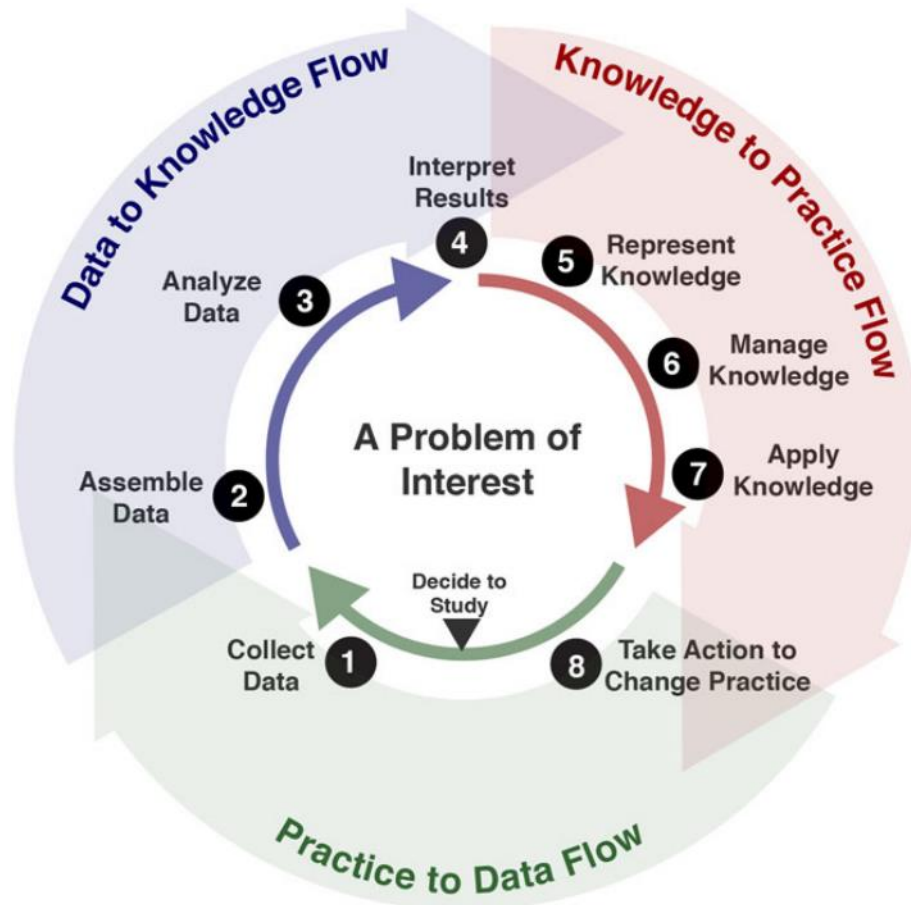 Data to Knowledge Flow
Knowledge to Practice Flow
Interpret
Results
4
5
Represent
Knowledge
Analyze
Data
3
6
Manage
Knowledge
A Problem of
Interest
7
Apply
Knowledge
Assemble
Data
2
Decide to
Study
Collect
Data
1
8
Take Action to
Change Practice
Practice to Data Flow